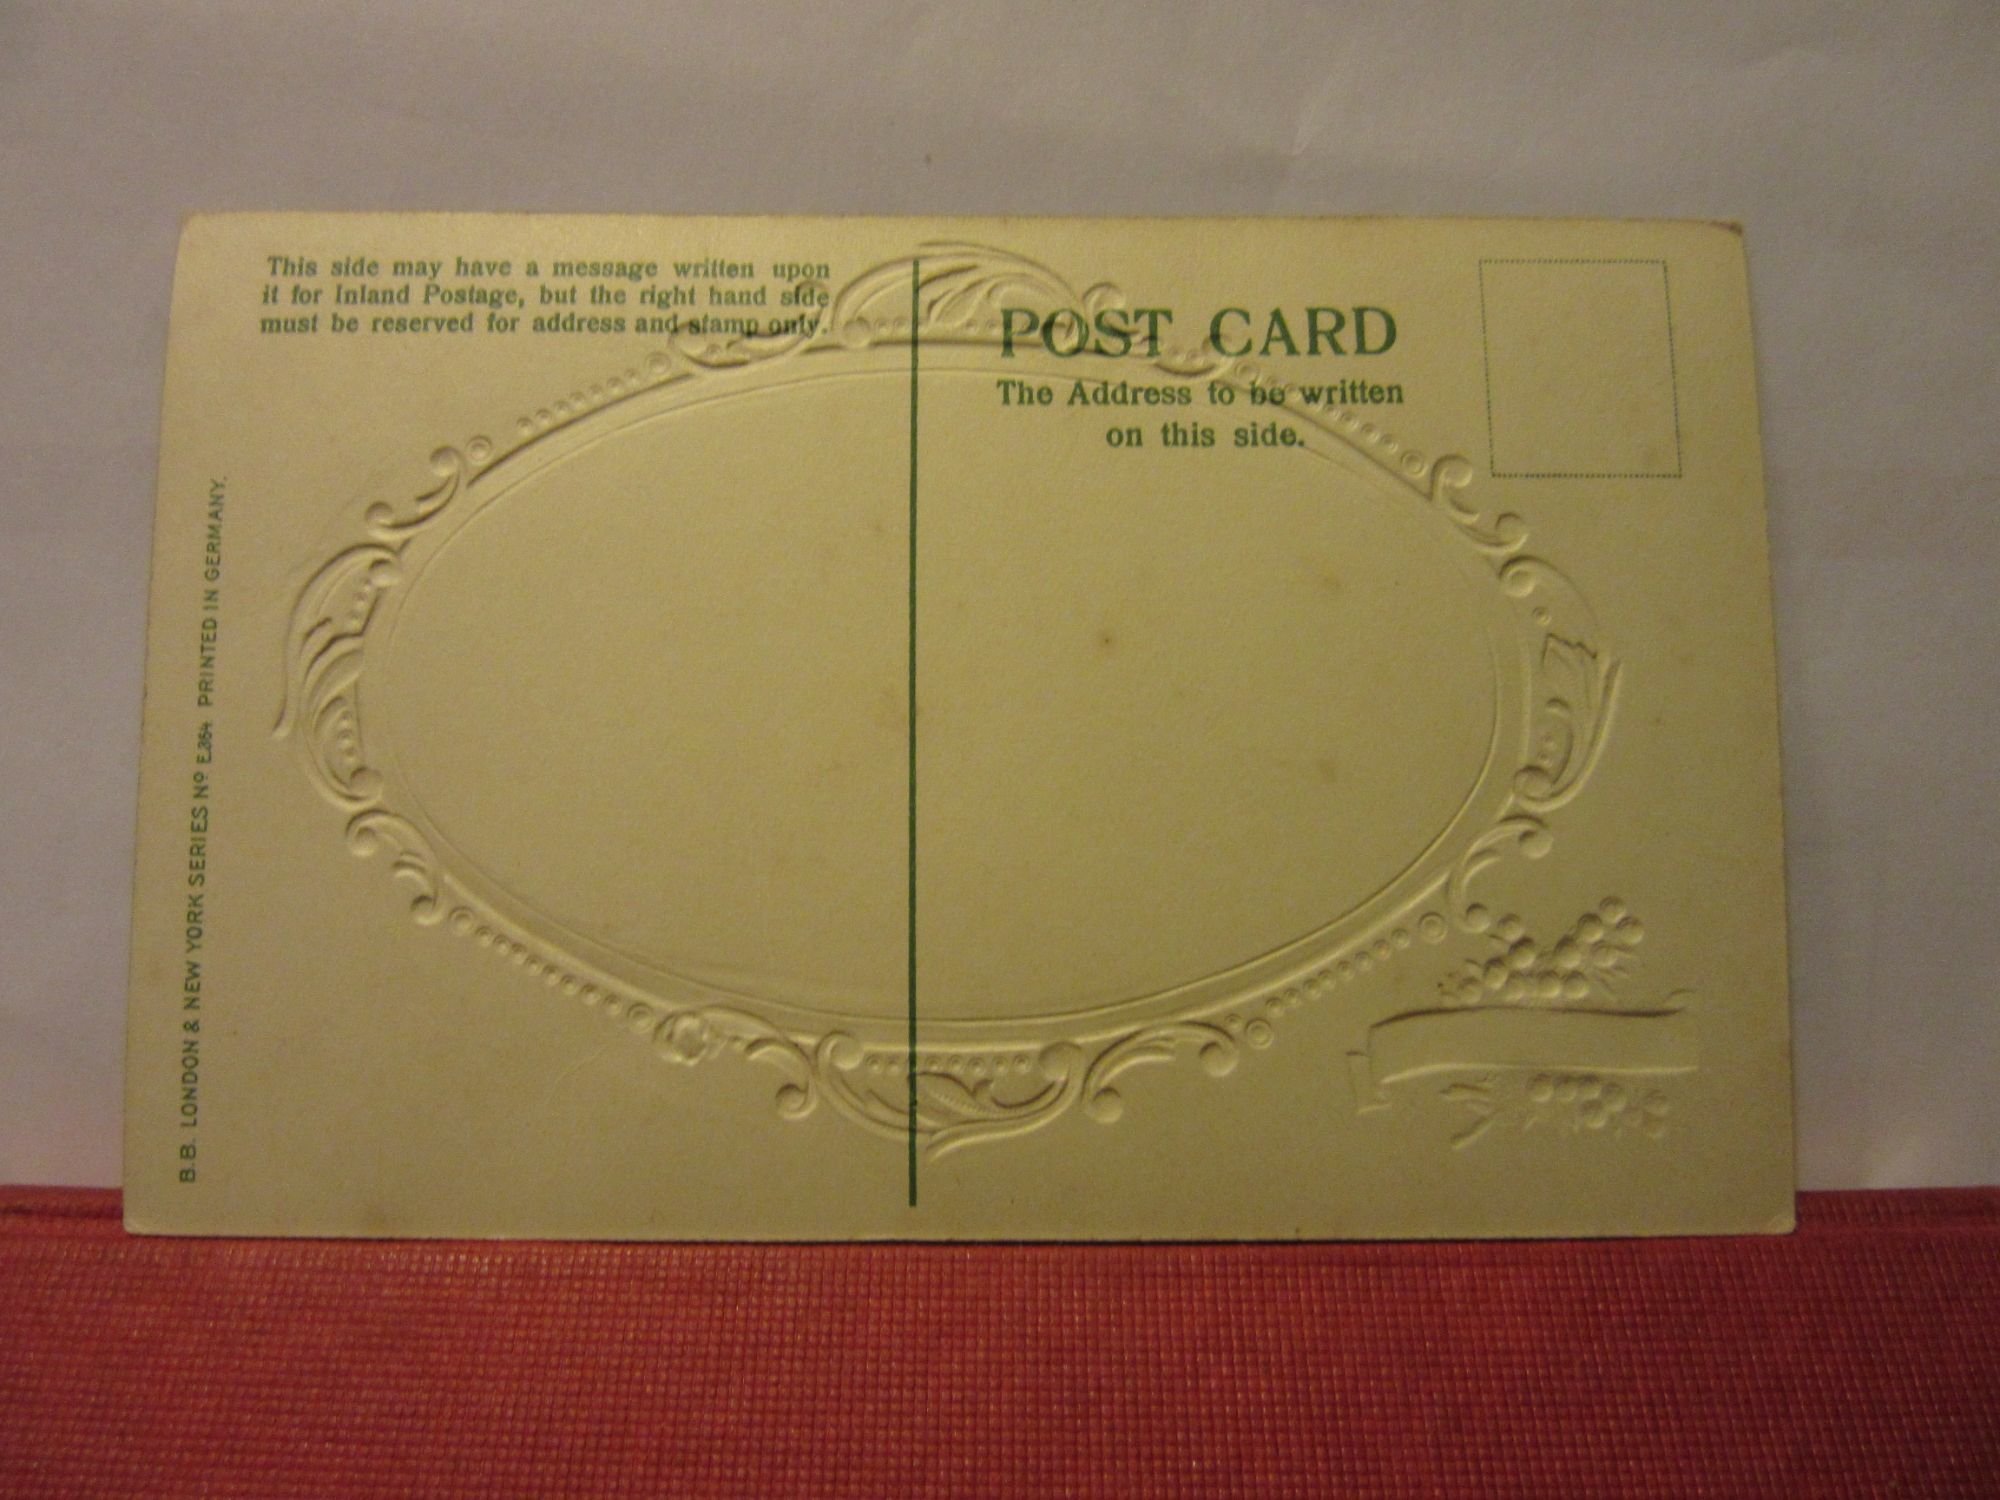 This side may have a message written upon
it for Inland Postage, but the right hand side
must be reserved for address and stamp only.
POST CARD
The Address to be written
on this side.
B.B. LONDON & NEW YORK SERIES Nº E.364 PRINTED IN GERMANY.